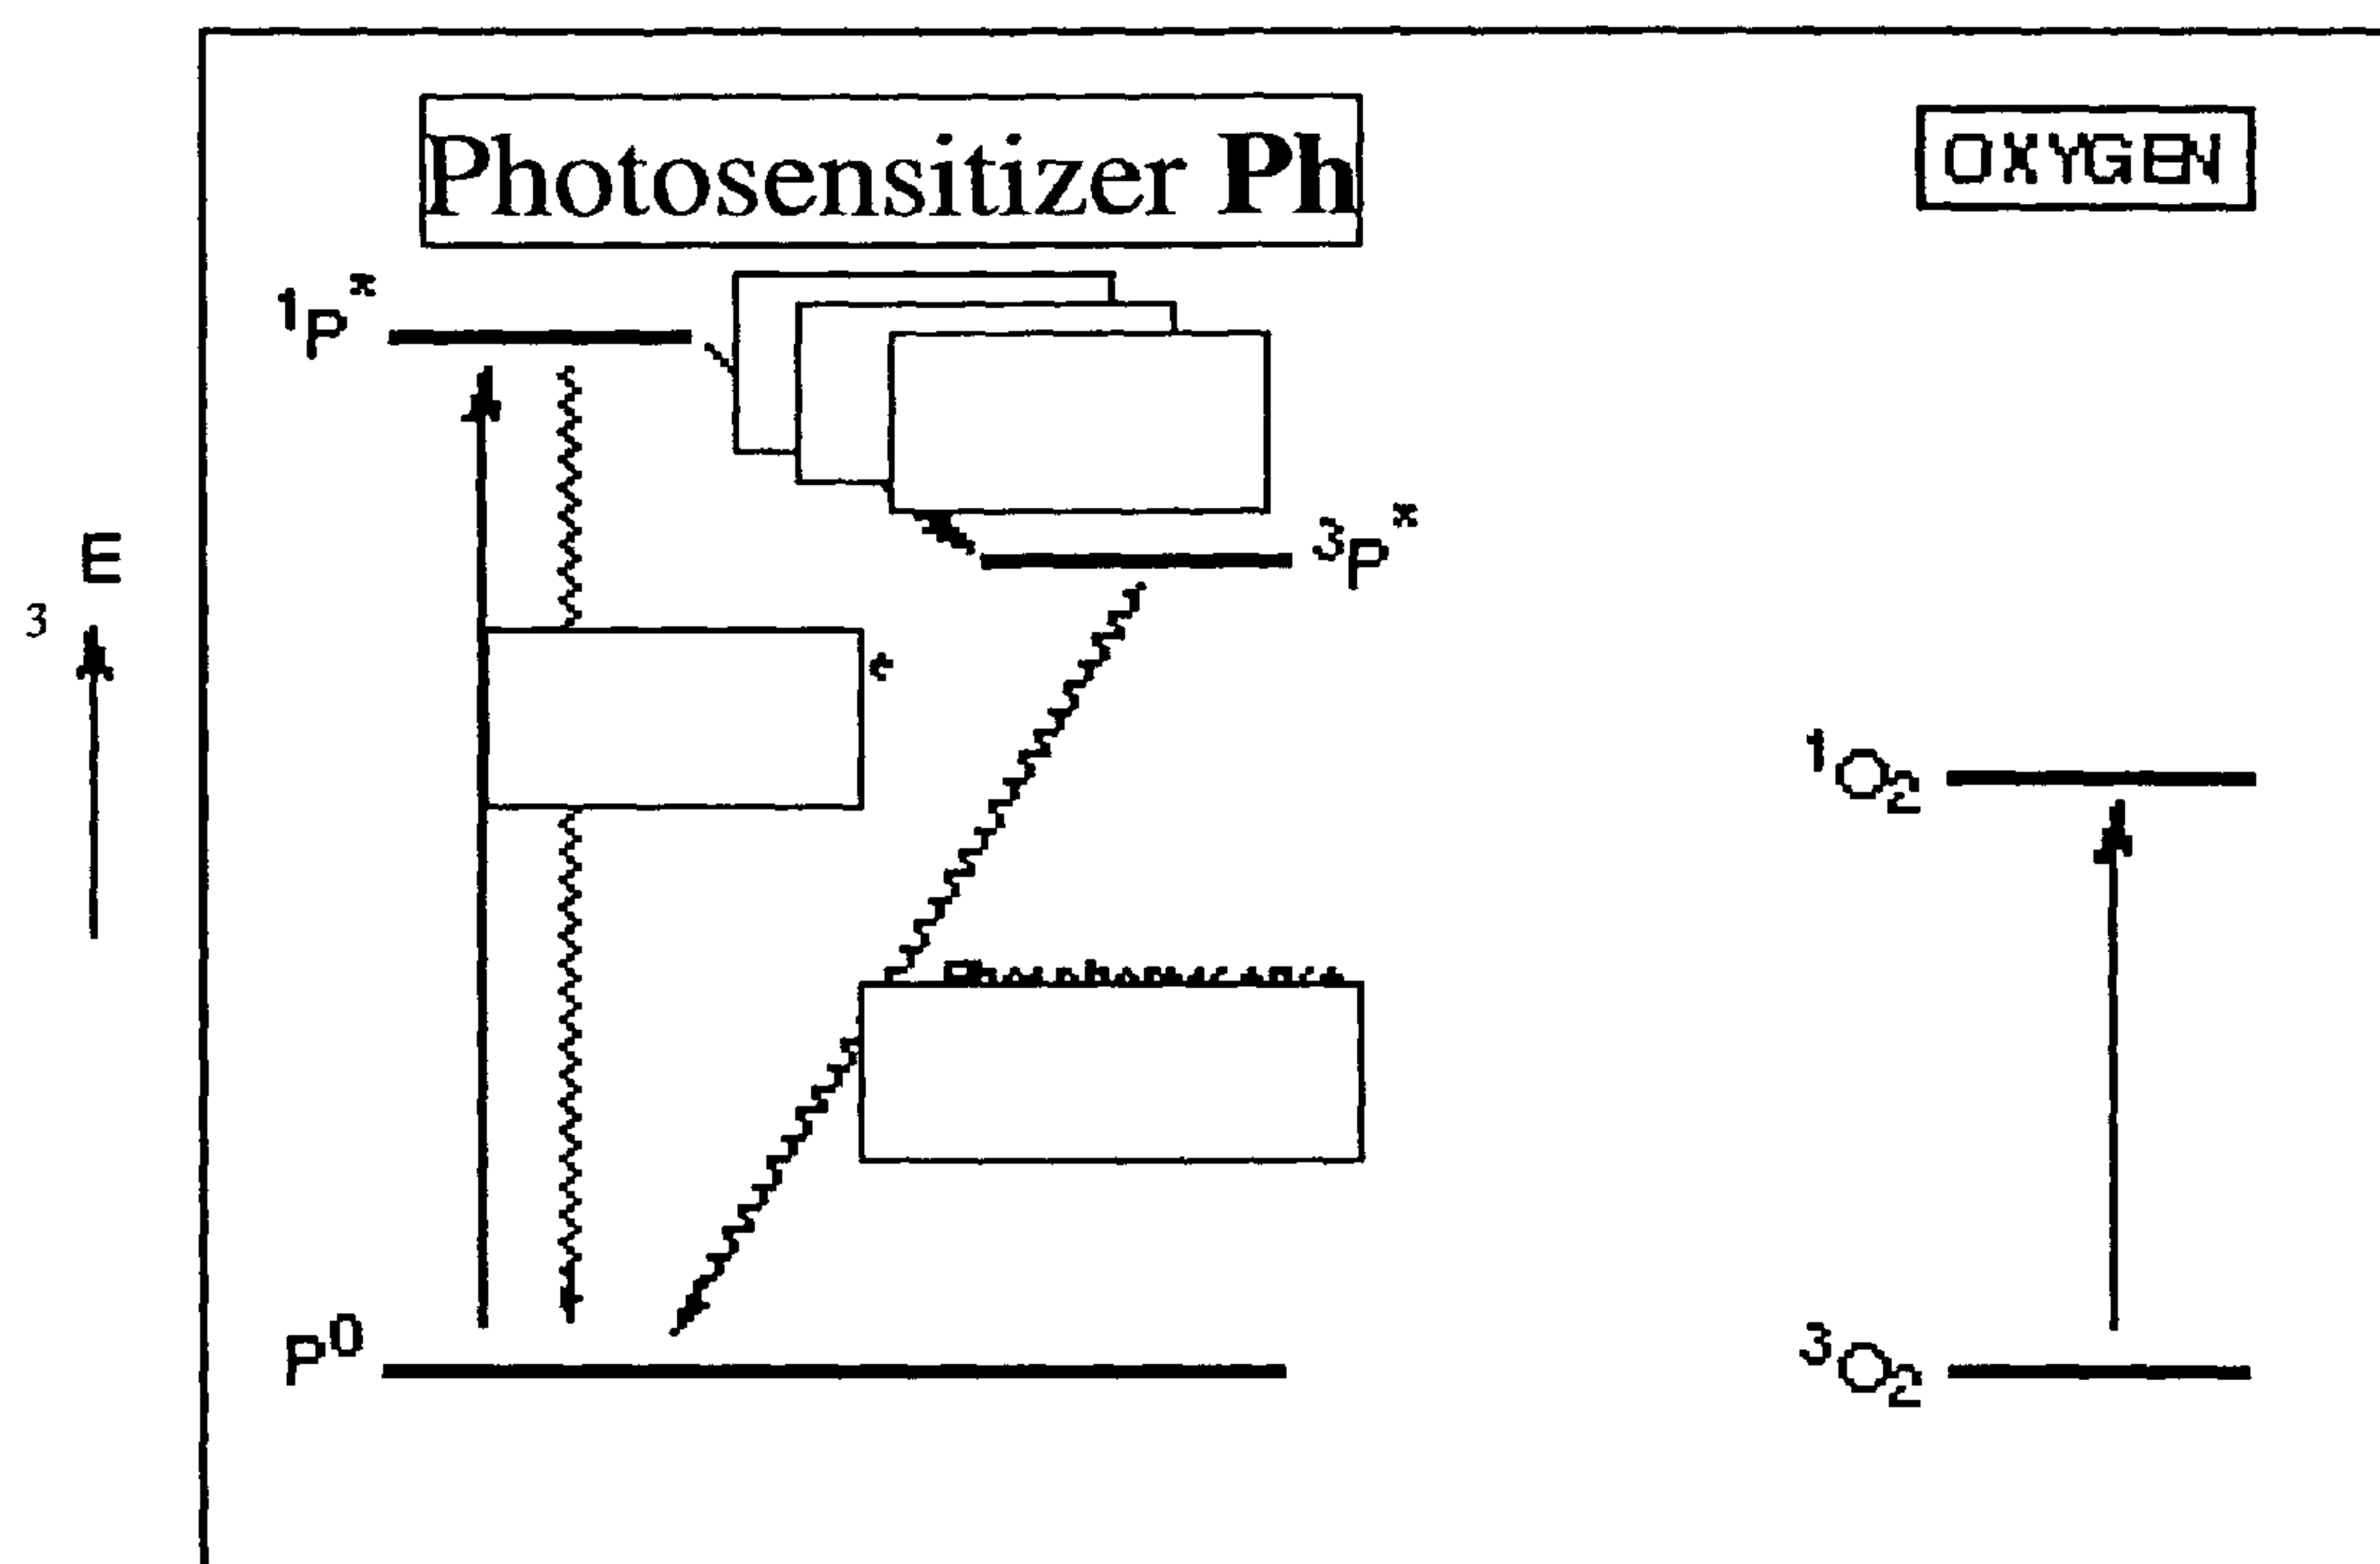 Photosensitizer Ph
OXYGEN
¹P*
E
³P*
3
¹O₂
P⁰
³O₂